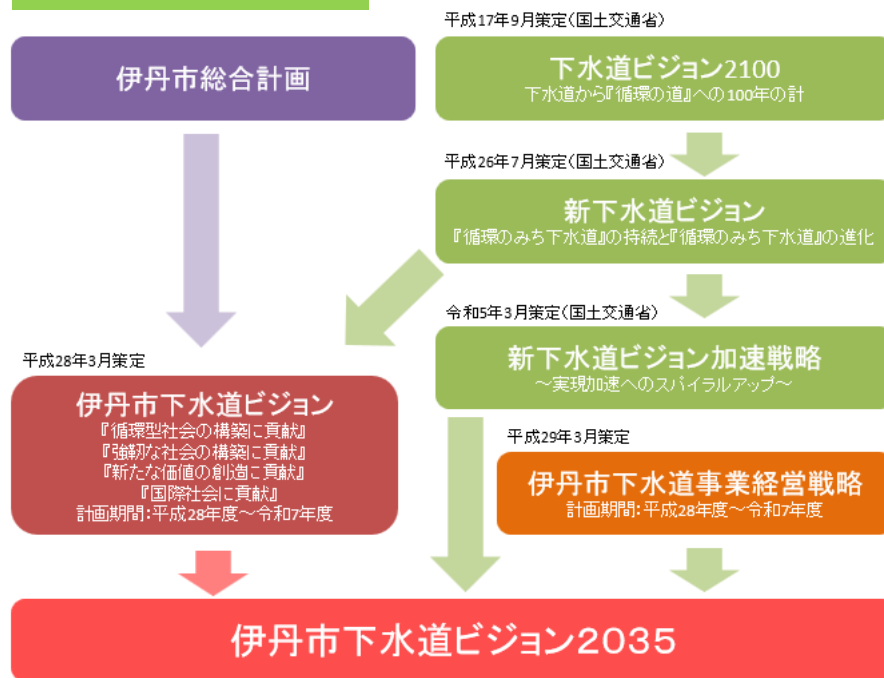 平成17年9月策定(国土交通省)
伊丹市総合計画
下水道ビジョン2100
下水道から『循環の道』への100年の計
平成26年7月策定(国土交通省)
新下水道ビジョン
『循環のみち下水道』の持続と『循環のみち下水道』の進化
令和5年3月策定(国土交通省)
新下水道ビジョン加速戦略
～実現加速へのスパイラルアップ～
平成28年3月策定
伊丹市下水道ビジョン
『循環型社会の構築に貢献』
『強靱な社会の構築に貢献』
『新たな価値の創造に貢献』
『国際社会に貢献』
計画期間:平成28年度～令和7年度
平成29年3月策定
伊丹市下水道事業経営戦略
計画期間:平成28年度～令和7年度
伊丹市下水道ビジョン2035